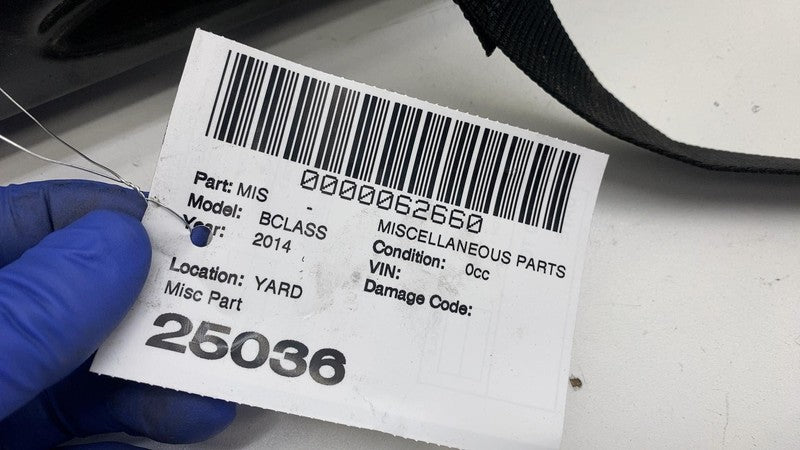 0000062660
Part: MIS - MISCELLANEOUS PARTS
Model: BCLASS Condition: 0cc
Year: 2014 VIN:
Location: YARD Damage Code:
Misc Part
25036